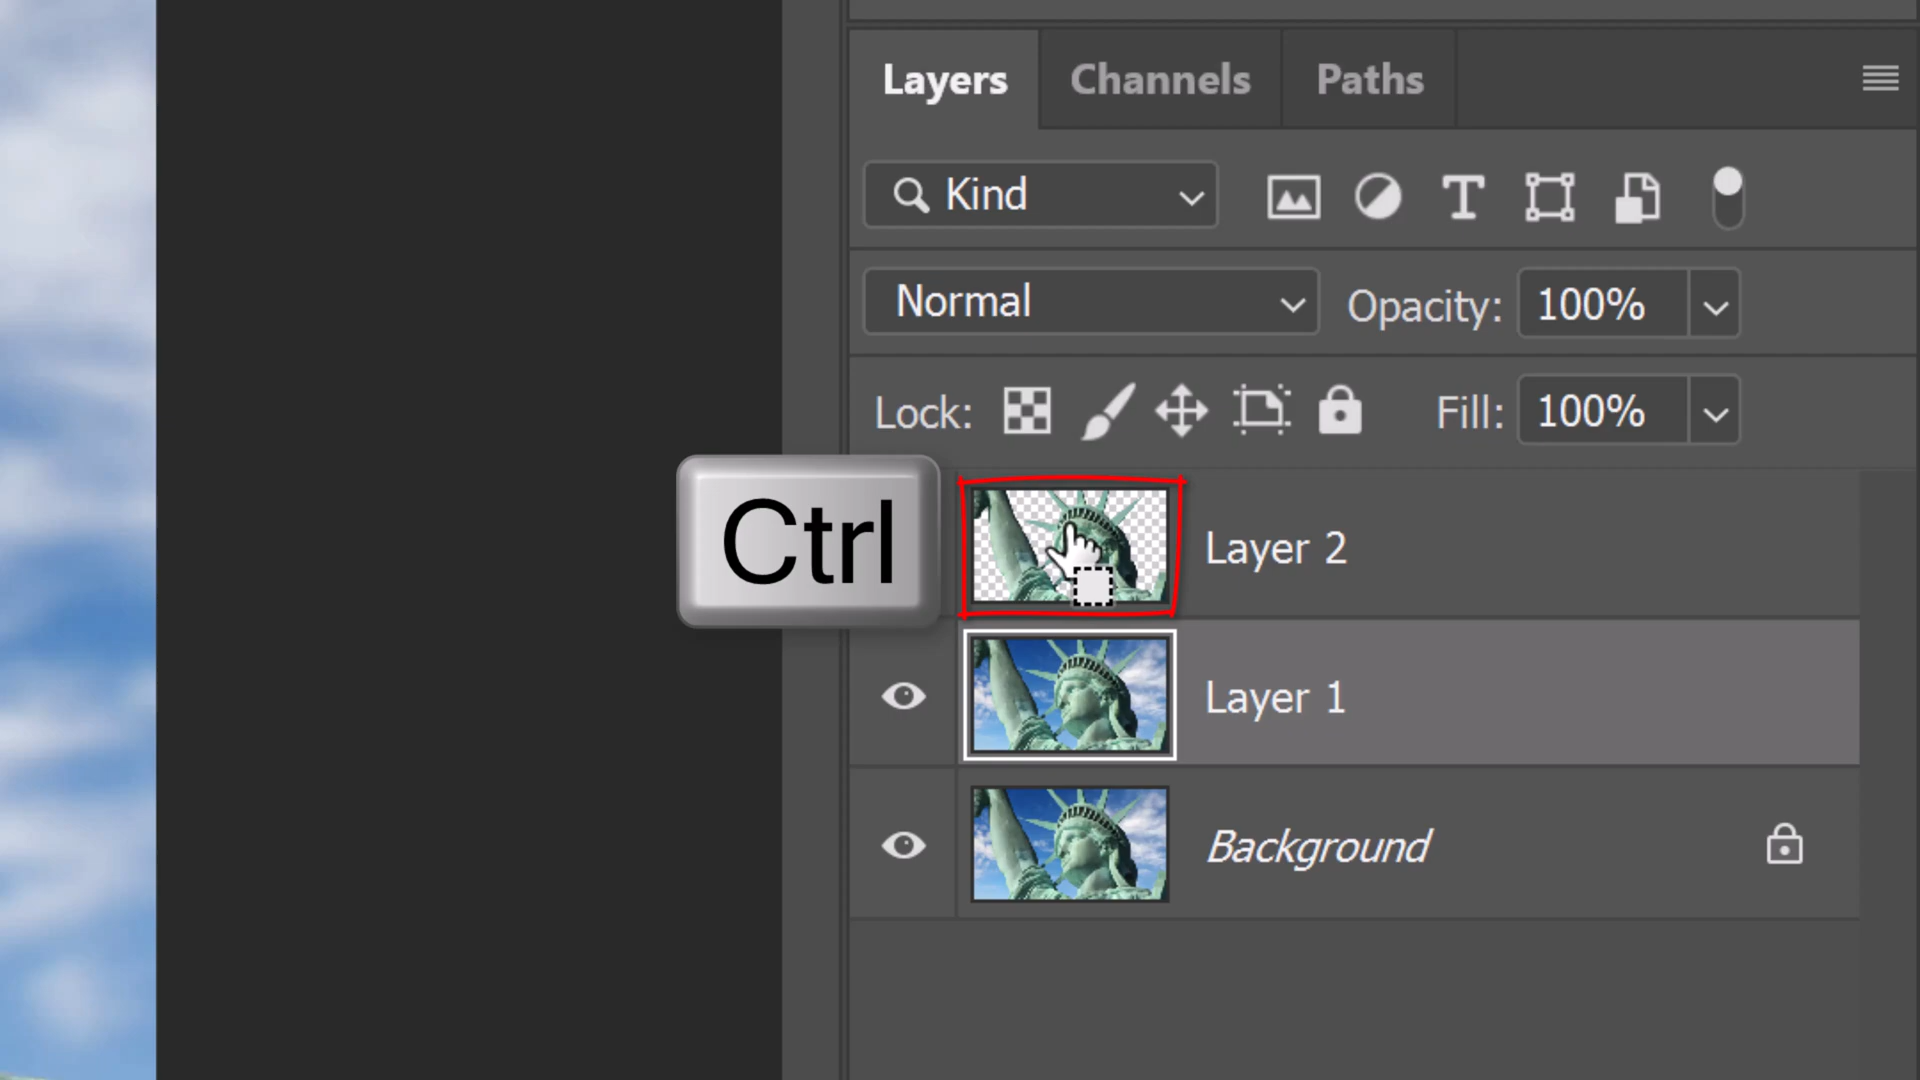 Layers Channels Paths
Kind
Normal Opacity: 100%
Lock: Fill: 100%
Ctrl
Layer 2
Layer 1
Background